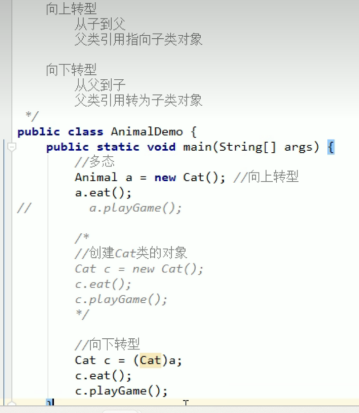 向上转型
从子到父
父类引用指向子类对象
向下转型
从父到子
父类引用转为子类对象
*/
public class AnimalDemo {
public static void main(String[] args) {
//多态
Animal a = new Cat(); //向上转型
a.eat();
// a.playGame();
/*
//创建Cat类的对象
Cat c = new Cat();
c.eat();
c.playGame();
*/
//向下转型
Cat c = (Cat)a;
c.eat();
c.playGame();
}